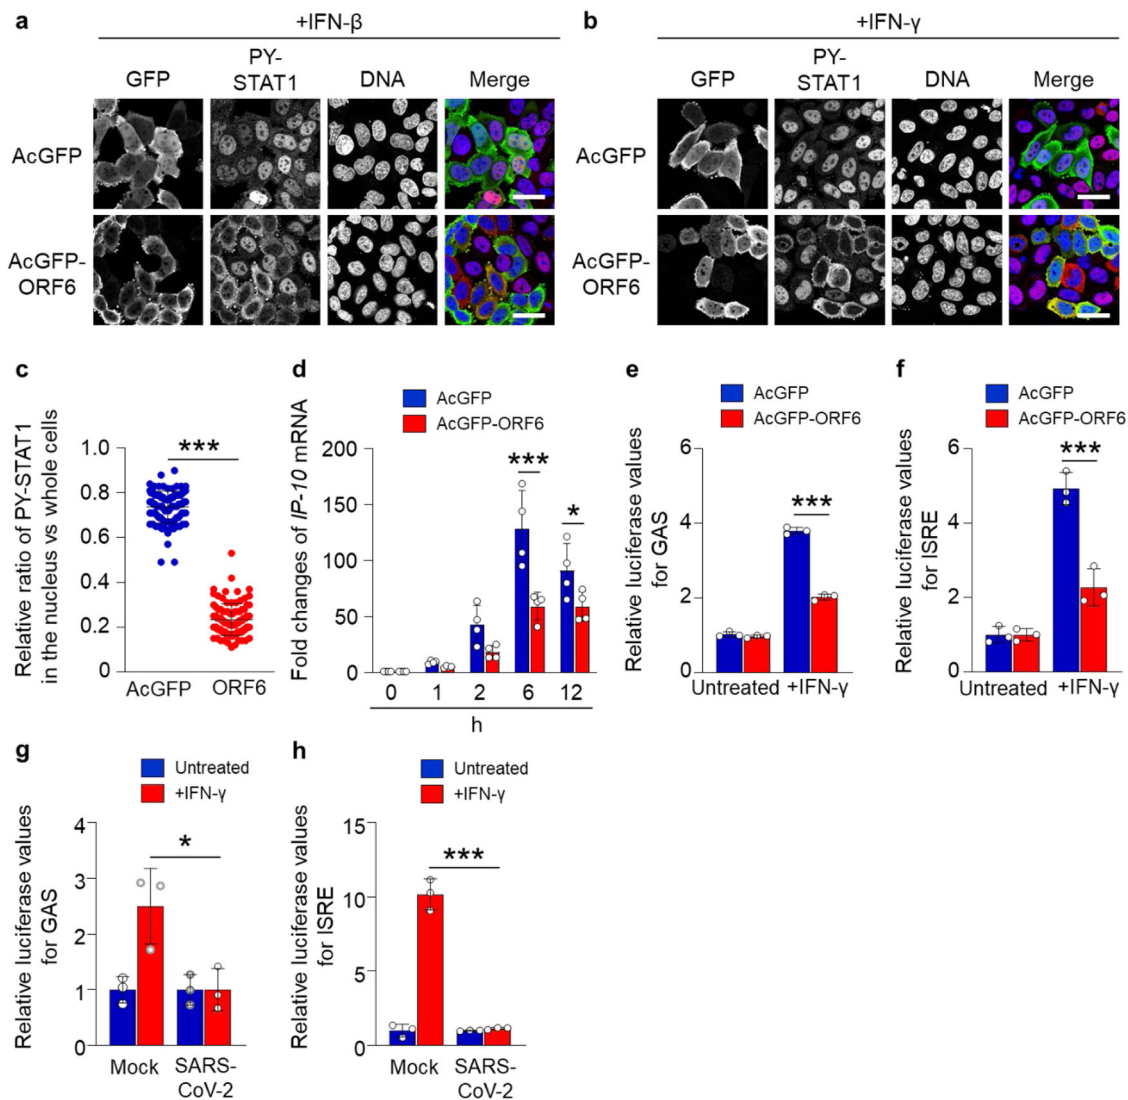 a
+IFN-β
GFP
PY-
STAT1
DNA
Merge
AcGFP
AcGFP-
ORF6
b
+IFN-γ
GFP
PY-
STAT1
DNA
Merge
AcGFP
AcGFP-
ORF6
c
Relative ratio of PY-STAT1
in the nucleus vs whole cells
1.0
0.8
0.6
0.4
0.2
0
***
AcGFP
ORF6
d
AcGFP
AcGFP-ORF6
Fold changes of IP-10 mRNA
200
150
100
50
0
***
*
0
1
2
6
12
h
e
AcGFP
AcGFP-ORF6
Relative luciferase values
for GAS
6
4
2
0
***
Untreated
+IFN-γ
f
AcGFP
AcGFP-ORF6
Relative luciferase values
for ISRE
6
4
2
0
***
Untreated
+IFN-γ
g
Untreated
+IFN-γ
Relative luciferase values
for GAS
4
3
2
1
0
*
Mock
SARS-
CoV-2
h
Untreated
+IFN-γ
Relative luciferase values
for ISRE
15
10
5
0
***
Mock
SARS-
CoV-2